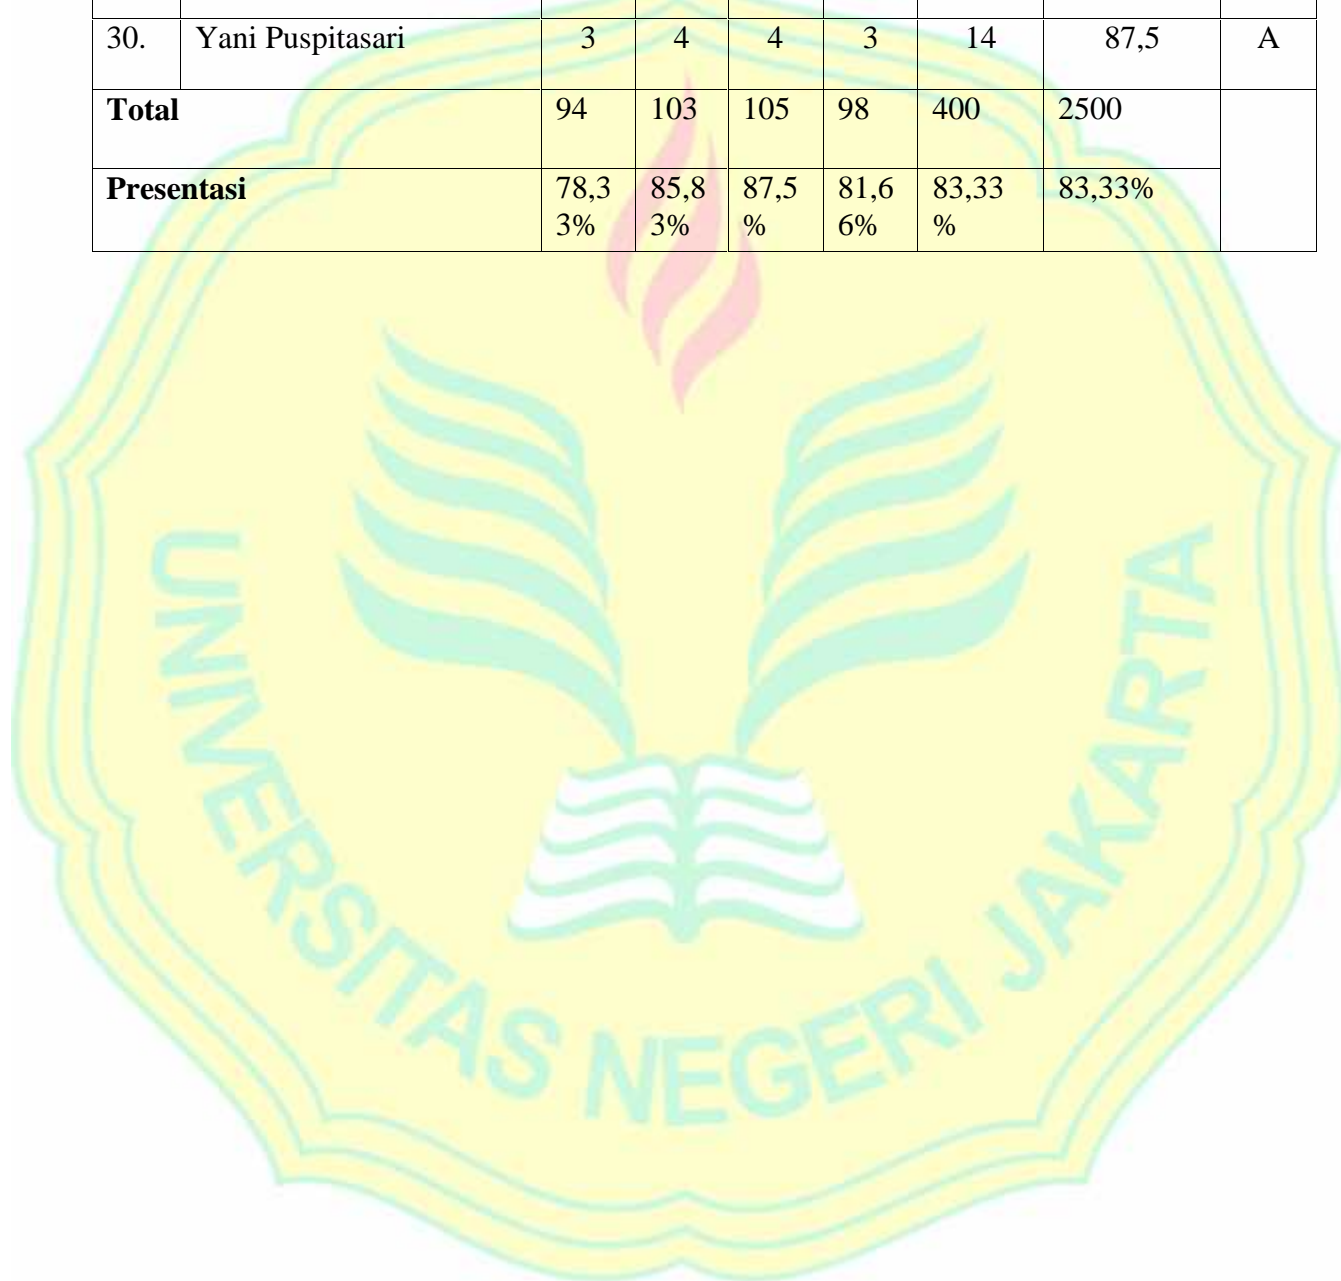 30. Yani Puspitasari 3 4 4 3 14 87,5 A
Total 94 103 105 98 400 2500
Presentasi 78,3 85,8 87,5 81,6 83,33 83,33%
3% 3% % 6% %
UNIVERSITAS NEGERI JAKARTA